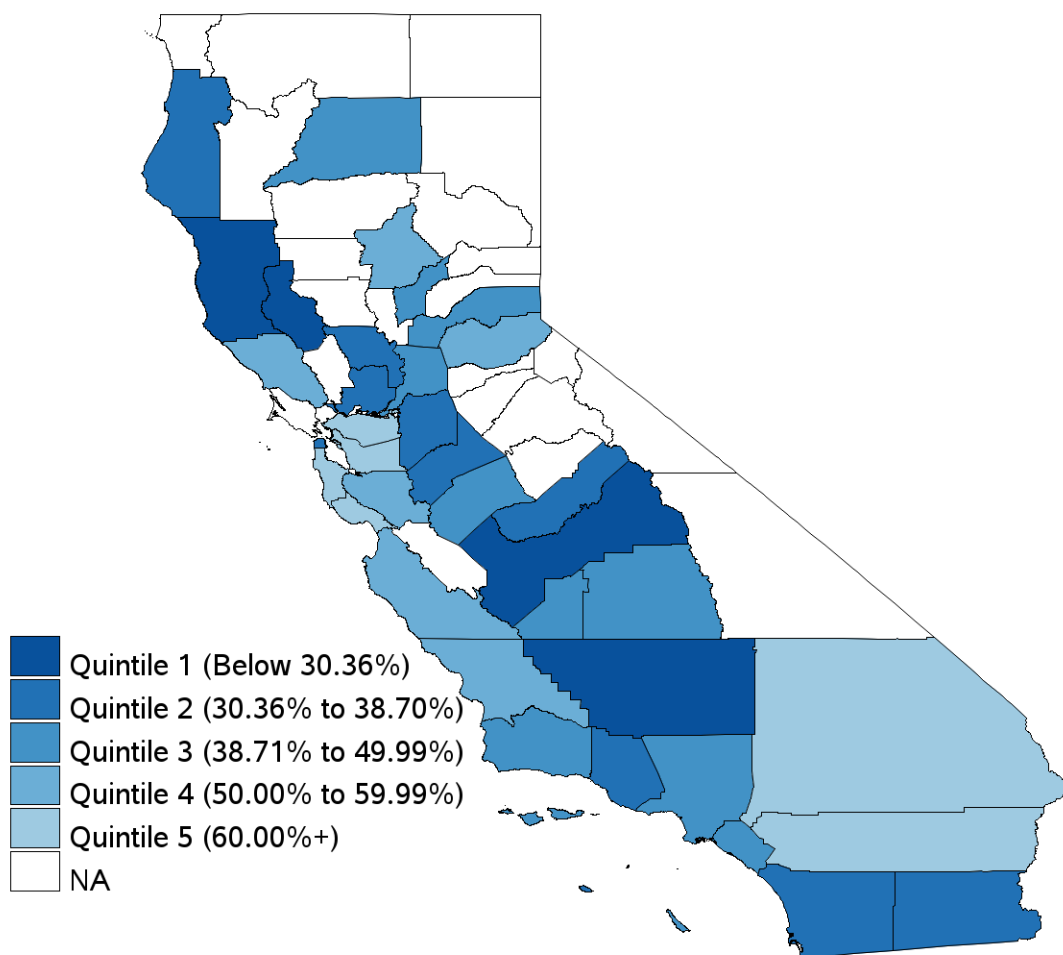 Quintile 1 (Below 30.36%)
Quintile 2 (30.36% to 38.70%)
Quintile 3 (38.71% to 49.99%)
Quintile 4 (50.00% to 59.99%)
Quintile 5 (60.00%+)
NA